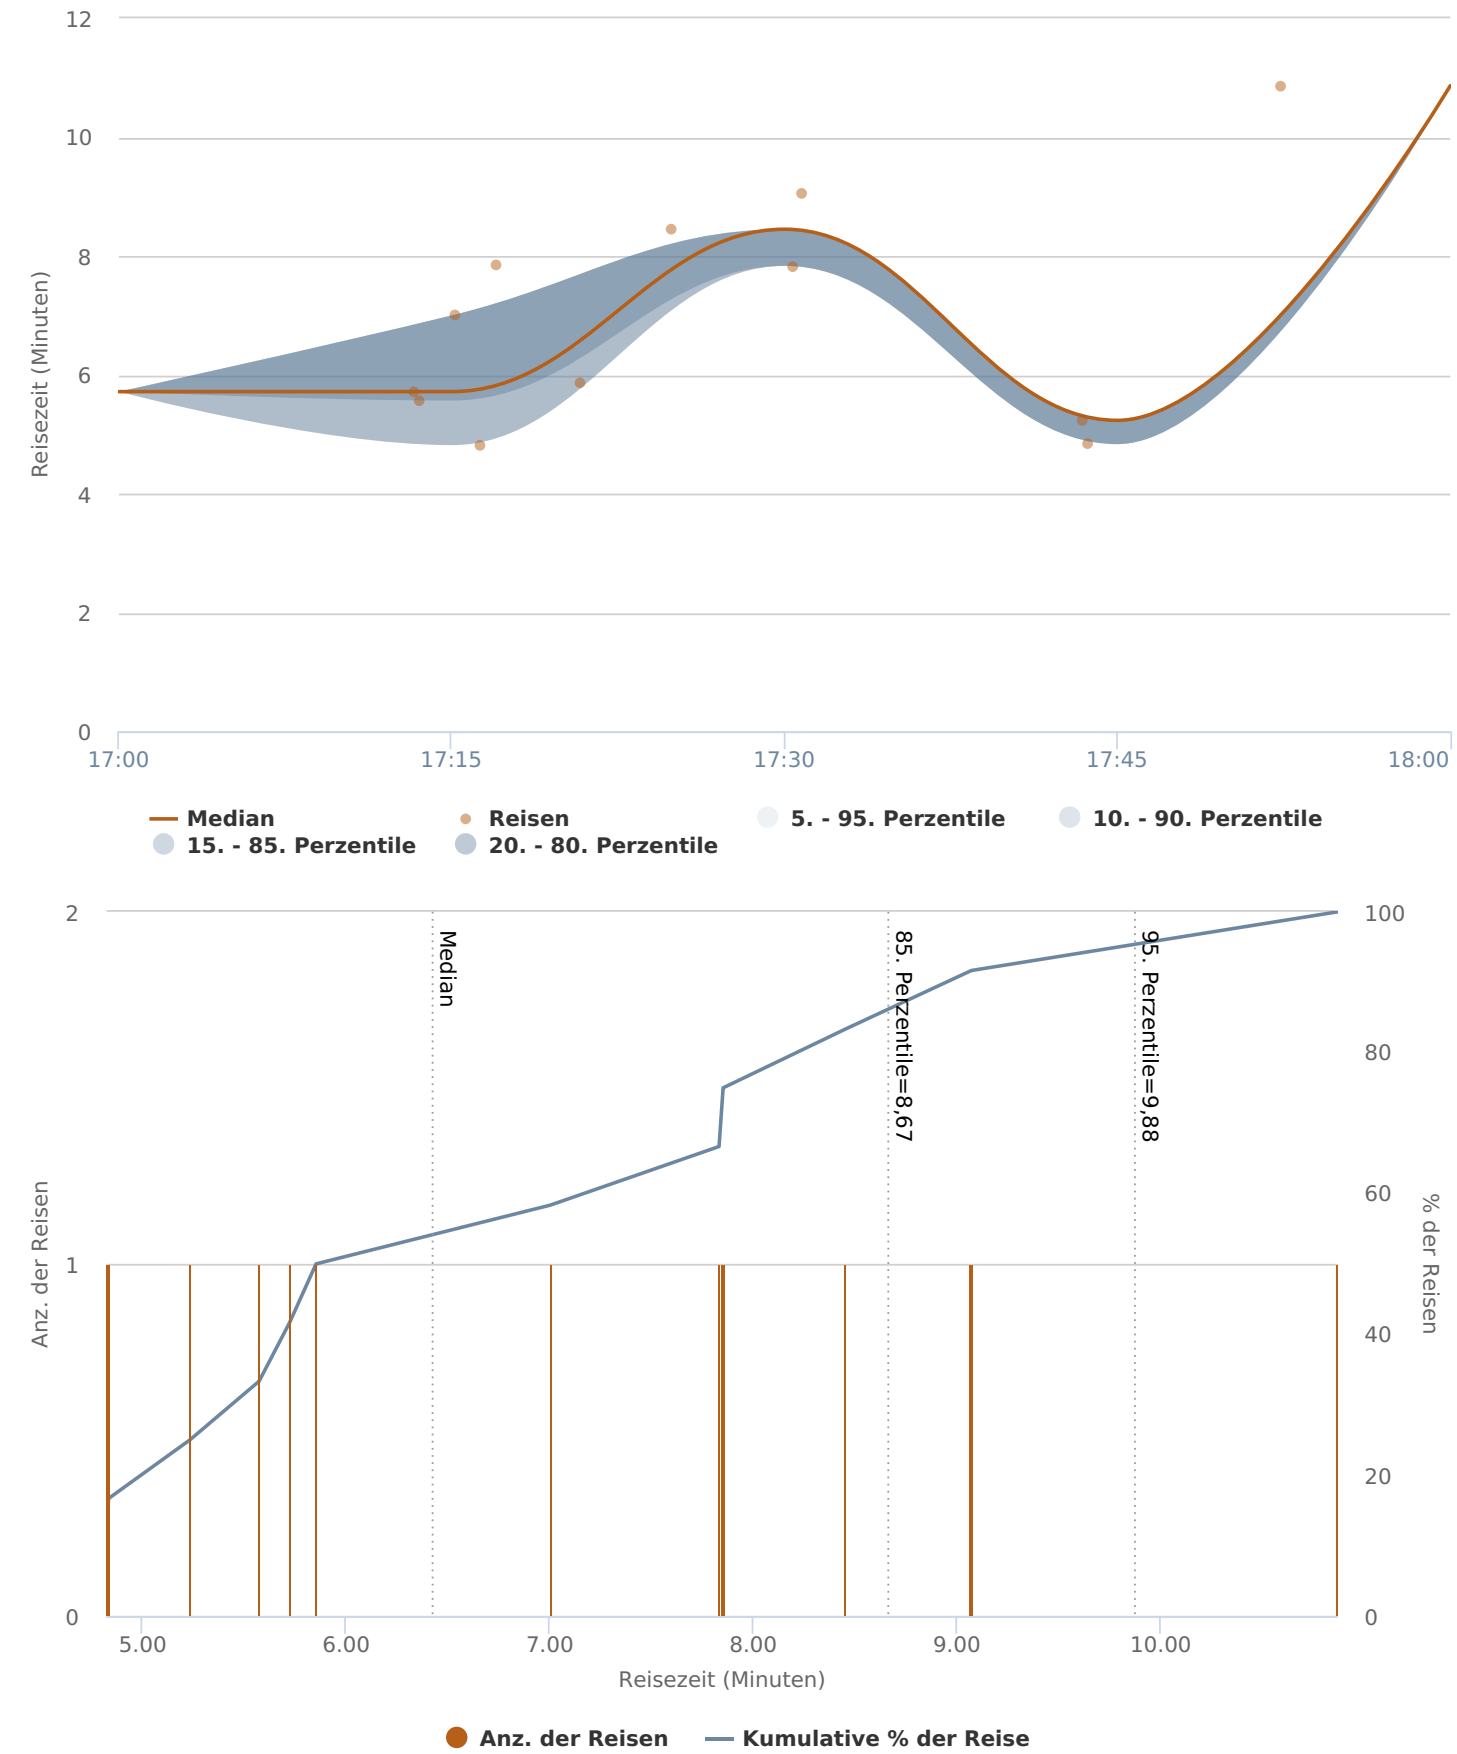 12
10
8
6
4
2
0
Reisezeit (Minuten)
17:00 17:15 17:30 17:45 18:00
Median Reisen 5. - 95. Perzentile 10. - 90. Perzentile
15. - 85. Perzentile 20. - 80. Perzentile
2
1
0
Anz. der Reisen
Median
85. Perzentile=8,67
95. Perzentile=9,88
100
80
60
40
20
0
% der Reisen
5.00 6.00 7.00 8.00 9.00 10.00
Reisezeit (Minuten)
Anz. der Reisen Kumulative % der Reise